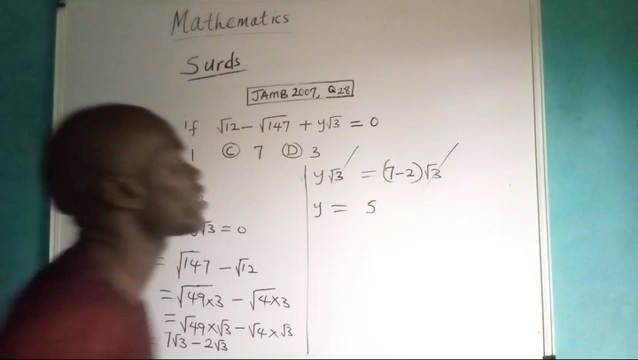 Mathematics
Surds
JAMB 2007, Q28
If √12 - √147 + y√3 = 0
Ⓒ 7 Ⓓ 3
√3 = 0
= √147 - √12
= √49×3 - √4×3
= √49×√3 - √4×√3
= 7√3 - 2√3
y√3 = (7-2)√3
y = 5